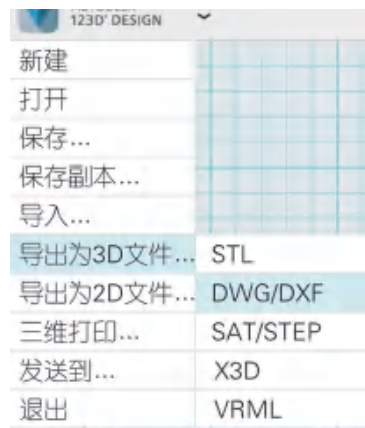 123D® DESIGN
新建
打开
保存...
保存副本...
导入...
导出为3D文件... STL
导出为2D文件... DWG/DXF
三维打印... SAT/STEP
发送到... X3D
退出 VRML